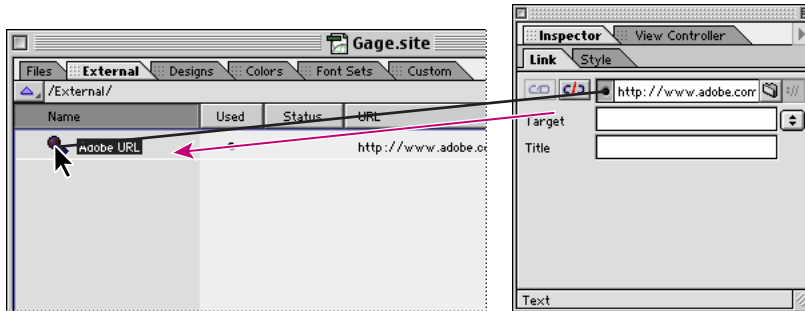 Gage.site
Files External Designs Colors Font Sets Custom
/External/
Name Used Status URL
Adobe URL http://www.adobe.co
Inspector View Controller
Link Style
http://www.adobe.com
Target
Title
Text